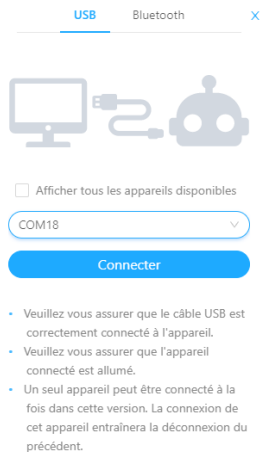 USB Bluetooth X
Afficher tous les appareils disponibles
COM18
Connecter
• Veuillez vous assurer que le câble USB est
correctement connecté à l'appareil.
• Veuillez vous assurer que l'appareil
connecté est allumé.
• Un seul appareil peut être connecté à la
fois dans cette version. La connexion de
cet appareil entraînera la déconnexion du
précédent.